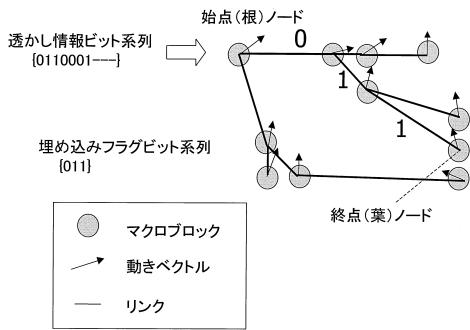 始点（根）ノード
透かし情報ビット系列
{0110001---}
0
1
1
埋め込みフラグビット系列
{011}
終点（葉）ノード
マクロブロック
動きベクトル
リンク